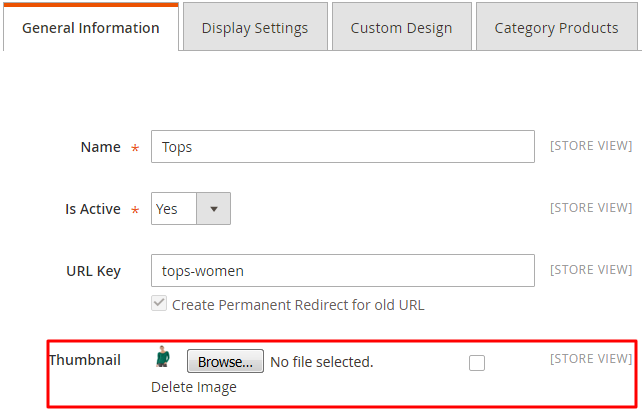 General Information Display Settings Custom Design Category Products
Name * Tops [STORE VIEW]
Is Active * Yes [STORE VIEW]
URL Key tops-women [STORE VIEW]
Create Permanent Redirect for old URL
Thumbnail Browse... No file selected. [STORE VIEW]
Delete Image